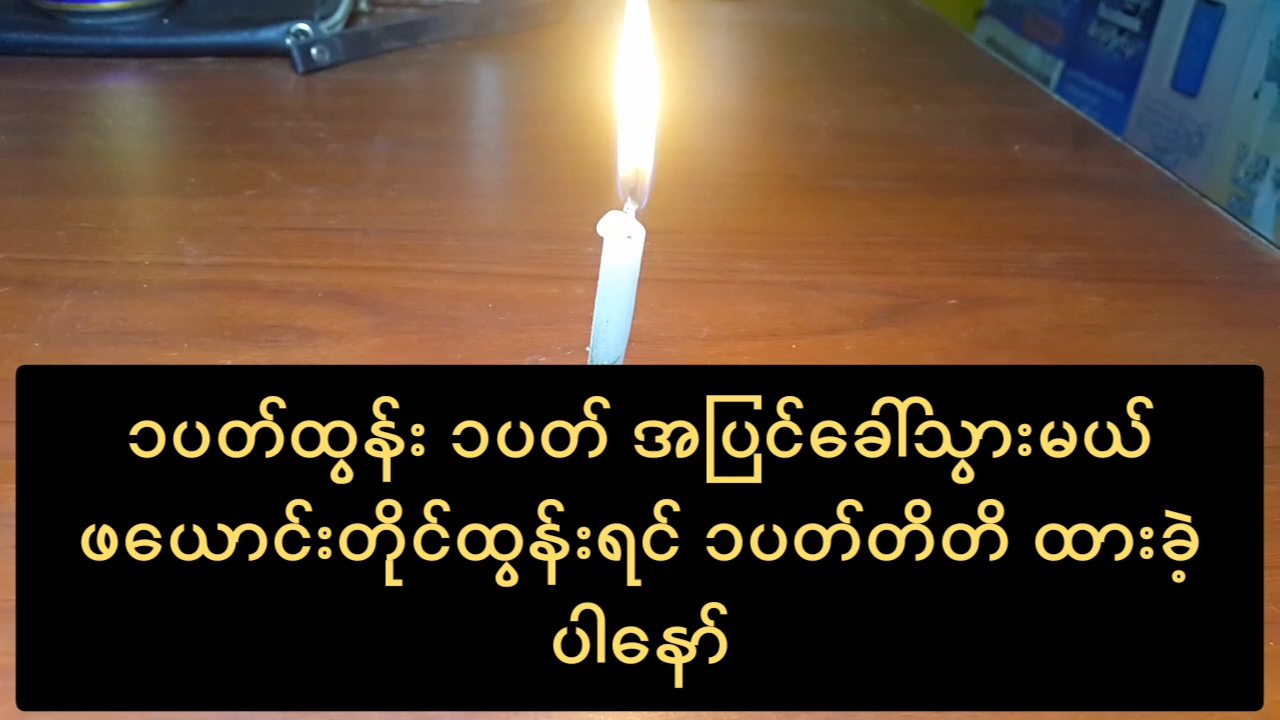 ၁ပတ်ထွန်း ၁ပတ် အပြင်ခေါ်သွားမယ်
ဖယောင်းတိုင်ထွန်းရင် ၁ပတ်တိတိ ထားခဲ့
ပါနော်